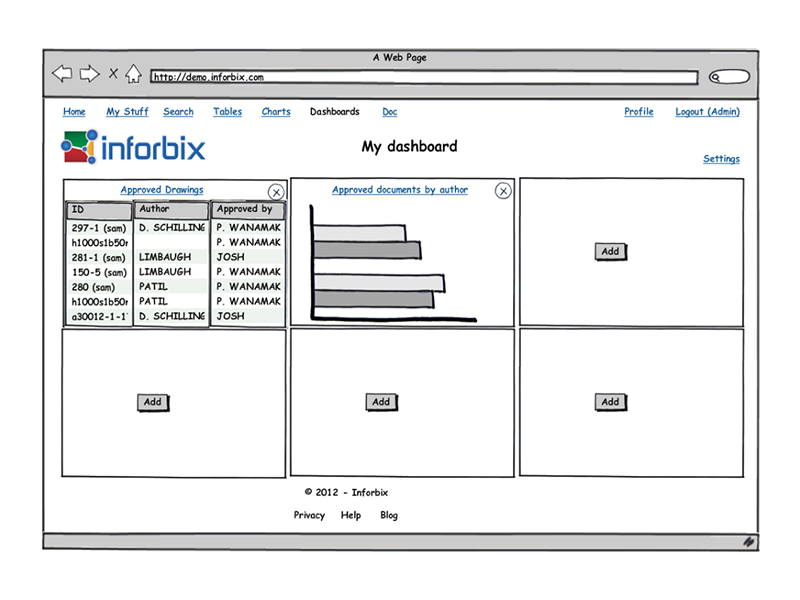 A Web Page
http://demo.inforbix.com
Home My Stuff Search Tables Charts Dashboards Doc Profile Logout (Admin)
inforbix
My dashboard
Settings
Approved Drawings
ID Author Approved by
297-1 (sam) D. SCHILLING P. WANAMAK
h1000s1b50r P. WANAMAK
281-1 (sam) LIMBAUGH JOSH
150-5 (sam) LIMBAUGH P. WANAMAK
280 (sam) PATIL P. WANAMAK
h1000s1b50r PATIL P. WANAMAK
a30012-1-1 D. SCHILLING JOSH
Approved documents by author
Add
Add
Add
Add
© 2012 - Inforbix
Privacy Help Blog